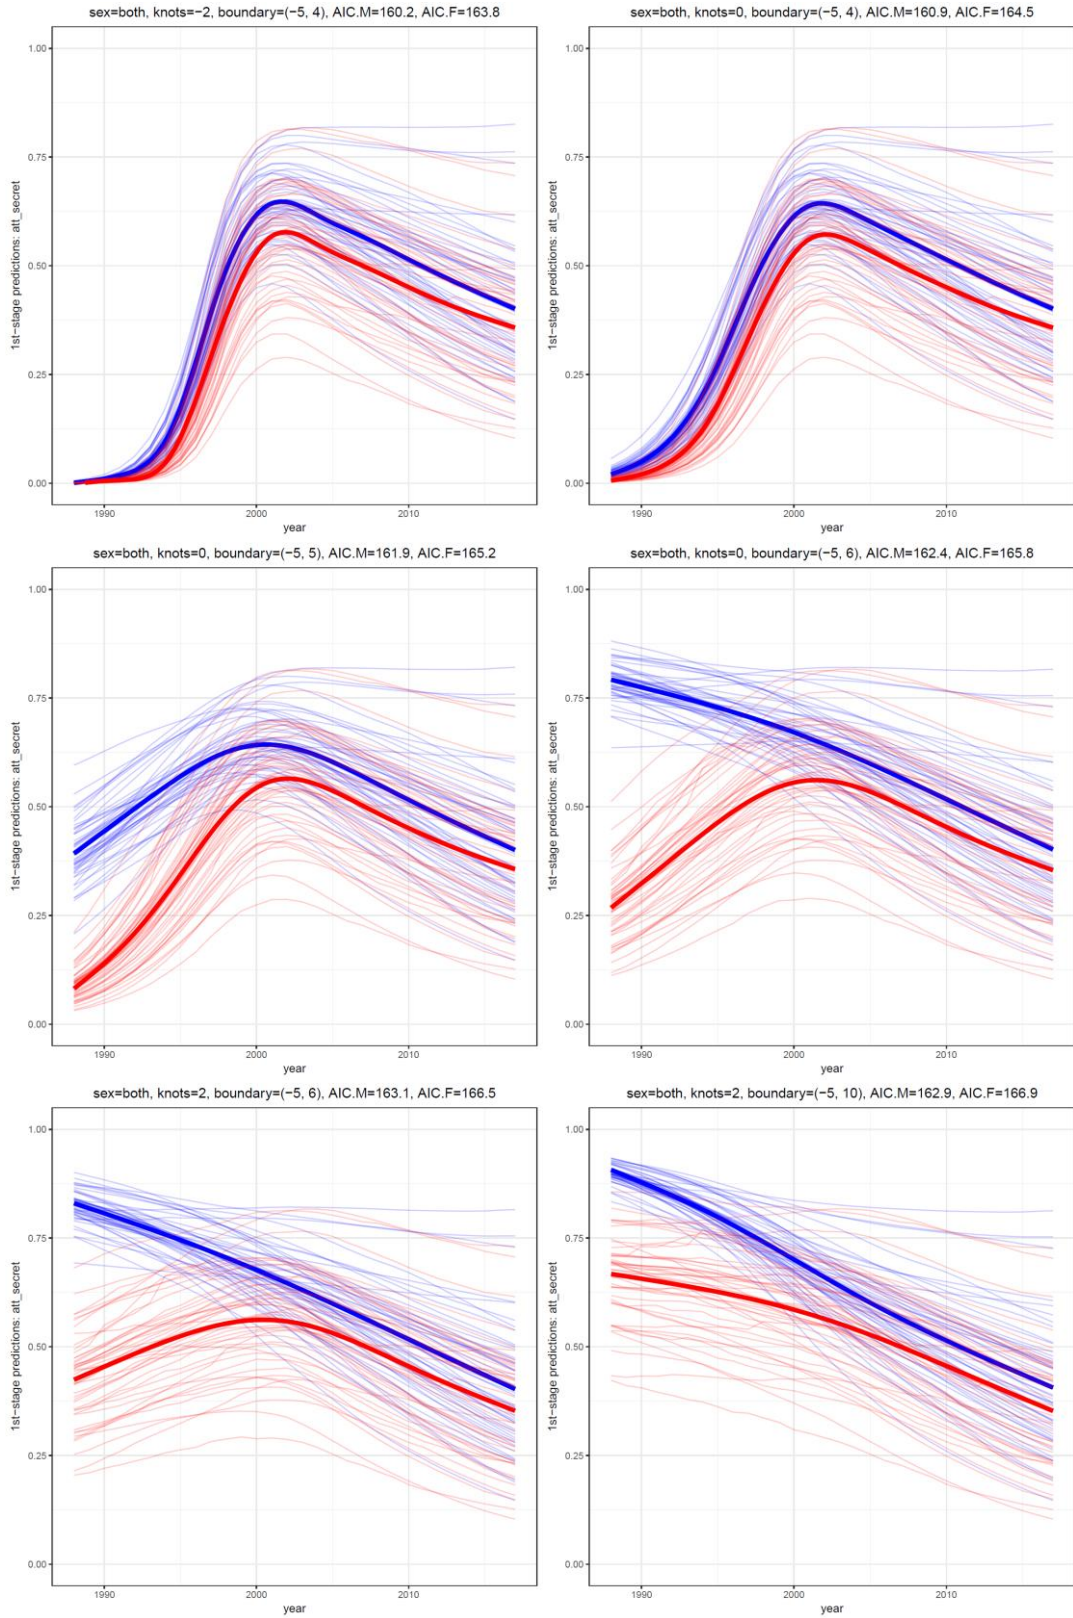 sex=both, knots=−2, boundary=(−5, 4), AIC.M=160.2, AIC.F=163.8
1.00
0.75
0.50
0.25
0.00
1st−stage predictions: att_secret
1990
2000
2010
year
sex=both, knots=0, boundary=(−5, 4), AIC.M=160.9, AIC.F=164.5
1.00
0.75
0.50
0.25
0.00
1st−stage predictions: att_secret
1990
2000
2010
year
sex=both, knots=0, boundary=(−5, 5), AIC.M=161.9, AIC.F=165.2
1.00
0.75
0.50
0.25
0.00
1st−stage predictions: att_secret
1990
2000
2010
year
sex=both, knots=0, boundary=(−5, 6), AIC.M=162.4, AIC.F=165.8
1.00
0.75
0.50
0.25
0.00
1st−stage predictions: att_secret
1990
2000
2010
year
sex=both, knots=2, boundary=(−5, 6), AIC.M=163.1, AIC.F=166.5
1.00
0.75
0.50
0.25
0.00
1st−stage predictions: att_secret
1990
2000
2010
year
sex=both, knots=2, boundary=(−5, 10), AIC.M=162.9, AIC.F=166.9
1.00
0.75
0.50
0.25
0.00
1st−stage predictions: att_secret
1990
2000
2010
year